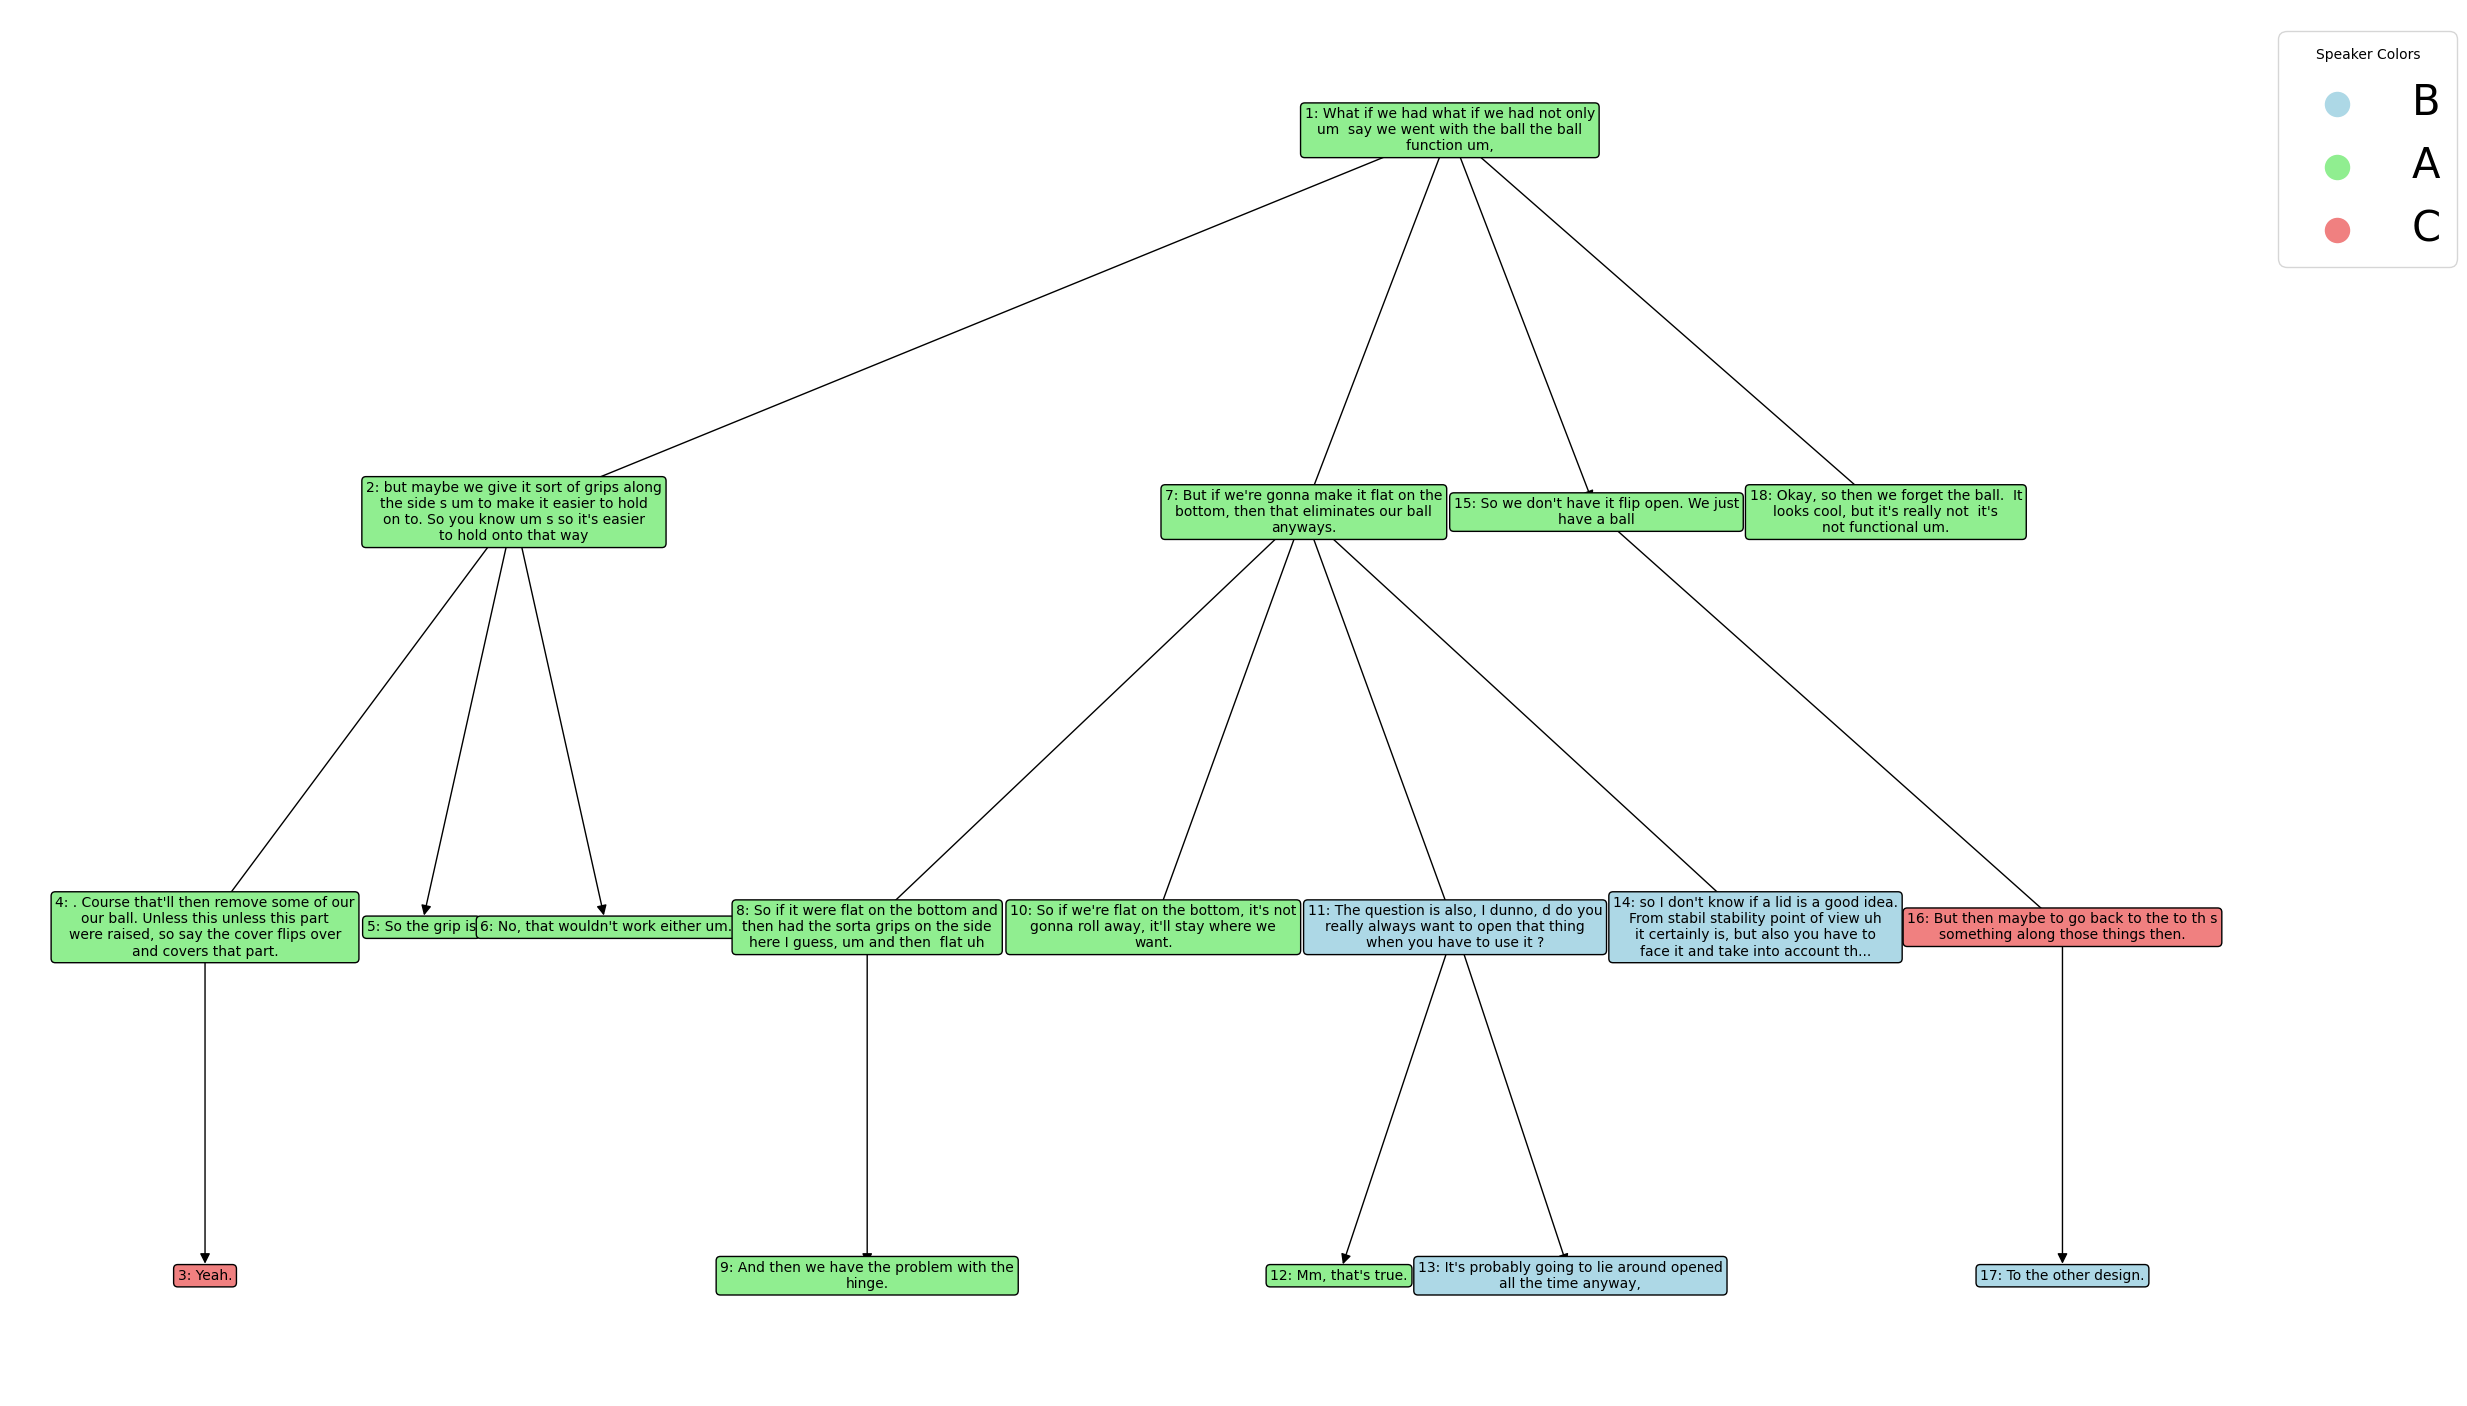 Speaker Colors
B
A
C
1: What if we had what if we had not only
um  say we went with the ball the ball
function um,
2: but maybe we give it sort of grips along
the side s um to make it easier to hold
on to. So you know um s so it's easier
to hold onto that way
7: But if we're gonna make it flat on the
bottom, then that eliminates our ball
anyways.
15: So we don't have it flip open. We just
have a ball
18: Okay, so then we forget the ball.  It
looks cool, but it's really not  it's
not functional um.
4: . Course that'll then remove some of our
our ball. Unless this unless this part
were raised, so say the cover flips over
and covers that part.
5: So the grip is
6: No, that wouldn't work either um.
8: So if it were flat on the bottom and
then had the sorta grips on the side
here I guess, um and then  flat uh
10: So if we're flat on the bottom, it's not
gonna roll away, it'll stay where we
want.
11: The question is also, I dunno, d do you
really always want to open that thing
when you have to use it ?
14: so I don't know if a lid is a good idea.
From stabil stability point of view uh
it certainly is, but also you have to
face it and take into account th...
16: But then maybe to go back to the to th s
something along those things then.
3: Yeah.
9: And then we have the problem with the
hinge.
12: Mm, that's true.
13: It's probably going to lie around opened
all the time anyway,
17: To the other design.